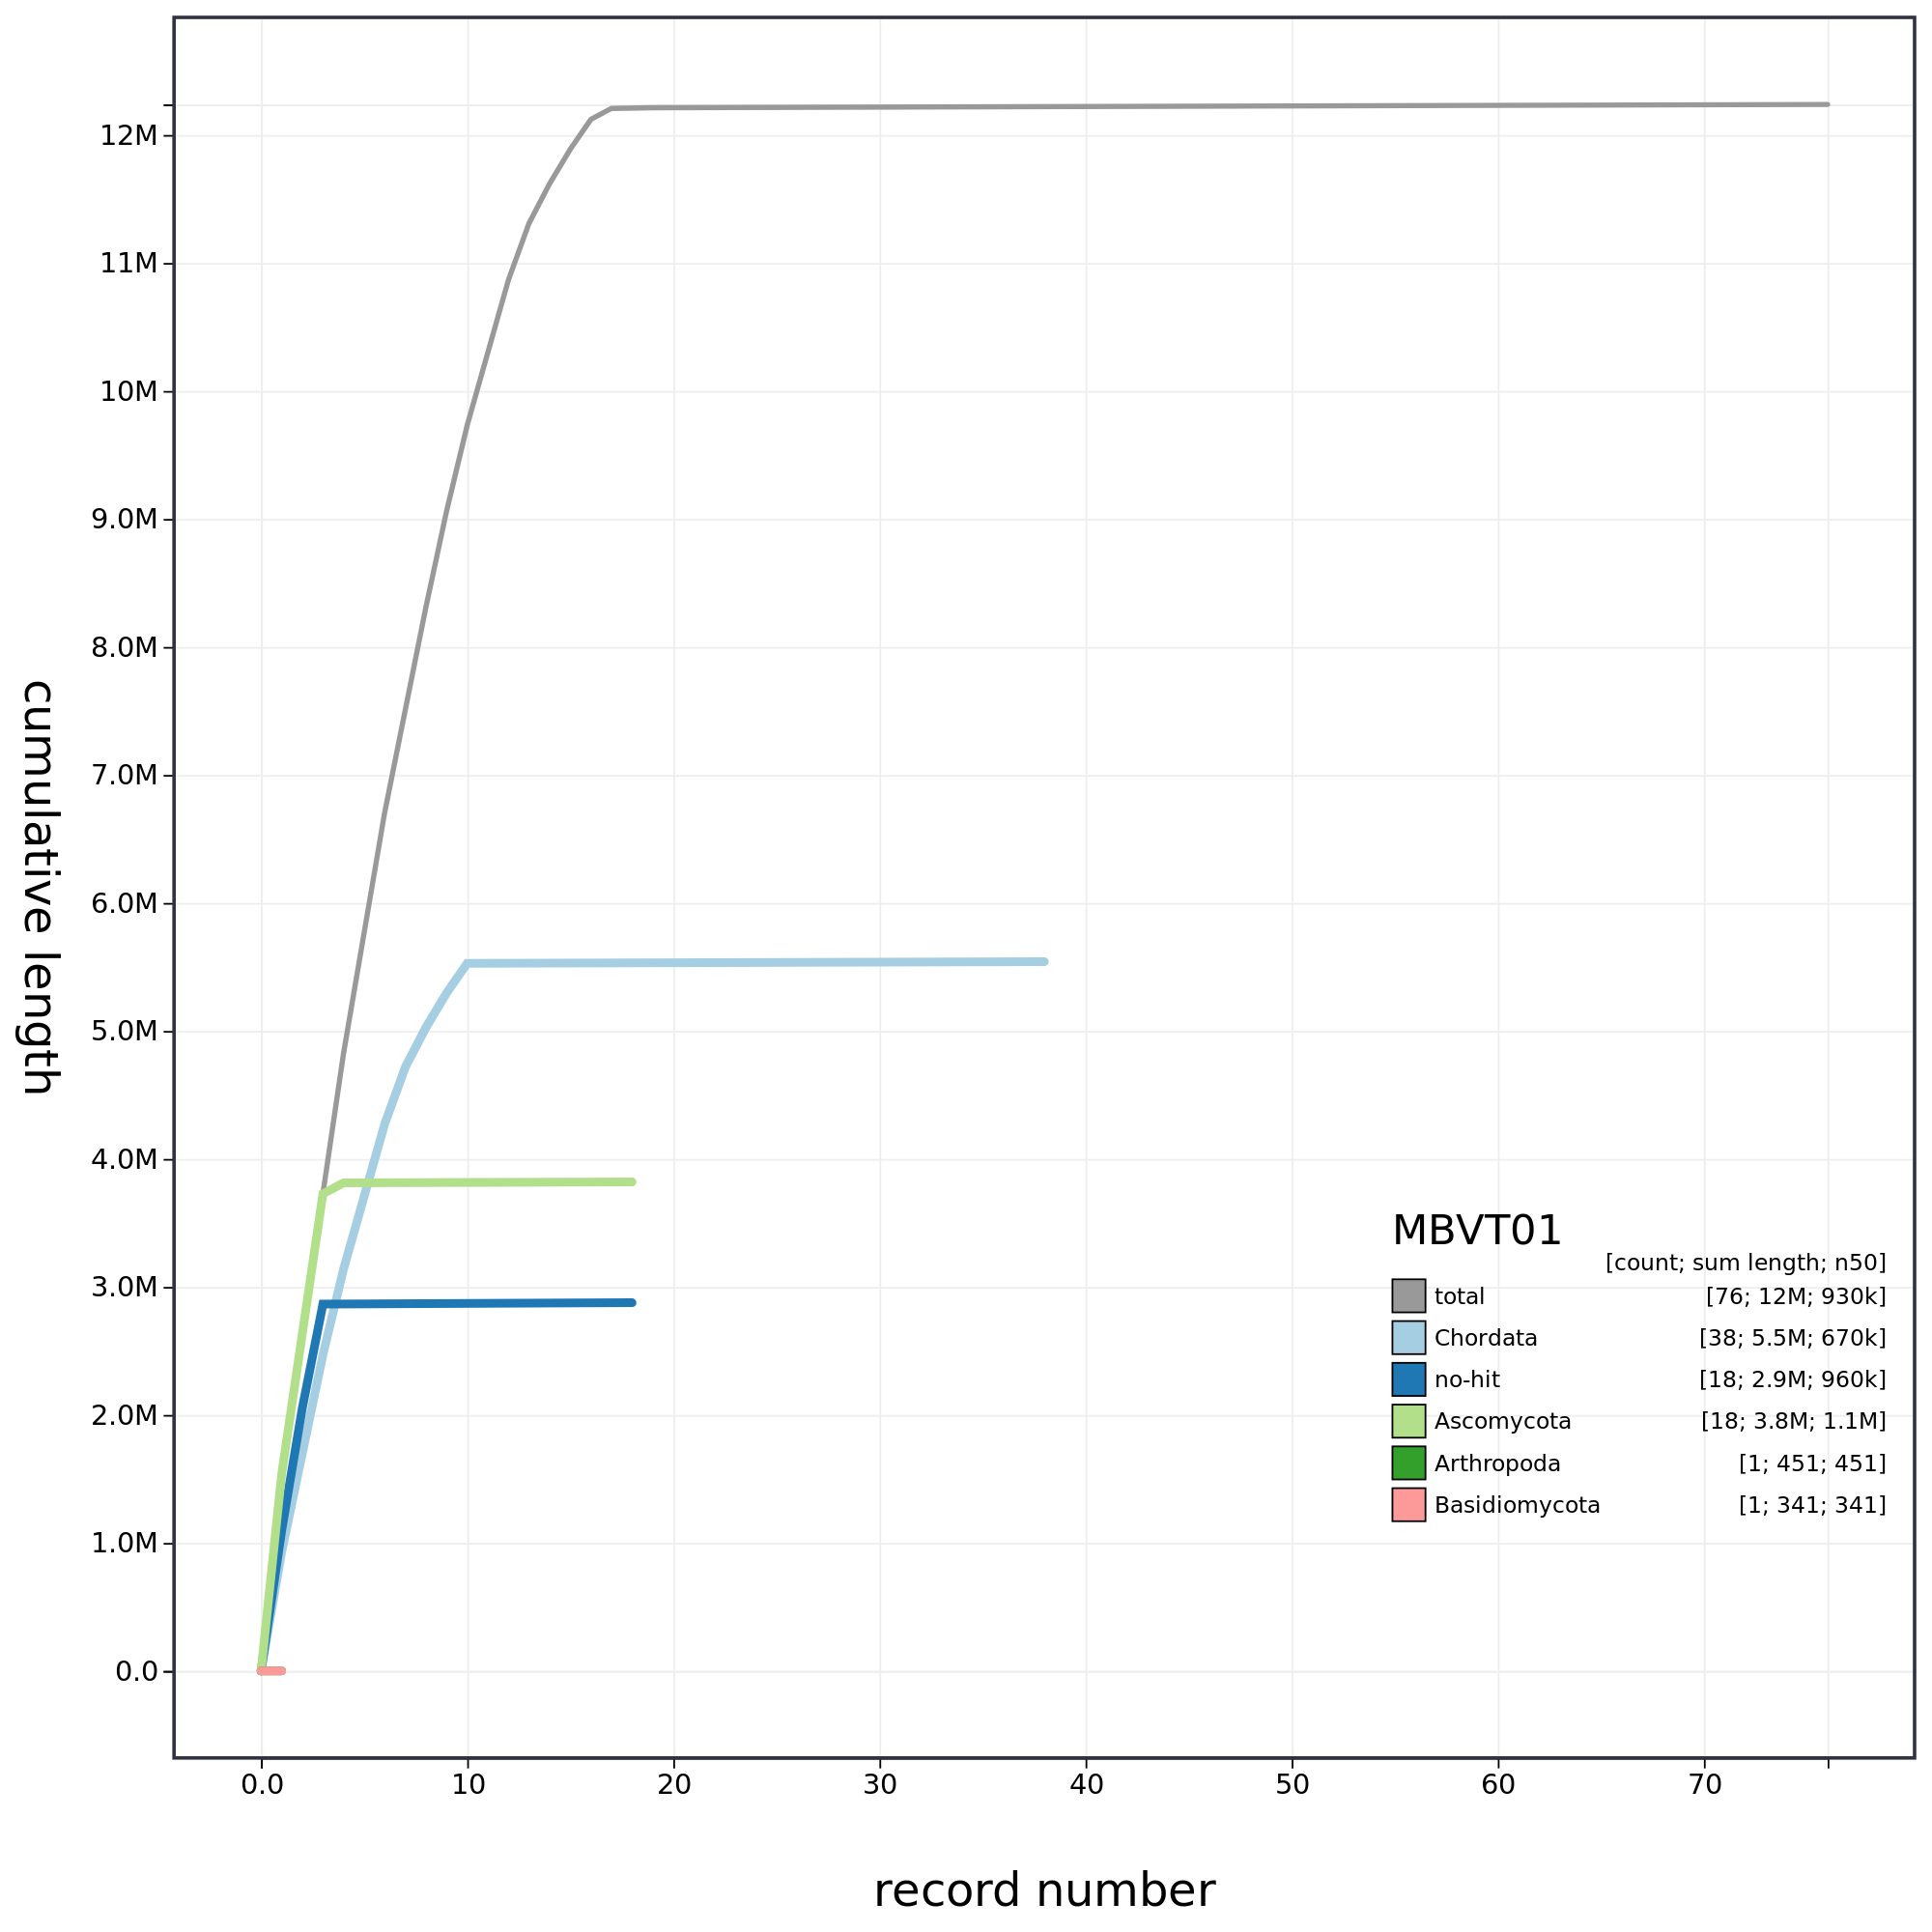 12M
11M
10M
9.0M
8.0M
7.0M
6.0M
5.0M
4.0M
3.0M
2.0M
1.0M
0.0
cumulative length
MBVT01
[count; sum length; n50]
total [76; 12M; 930k]
Chordata [38; 5.5M; 670k]
no-hit [18; 2.9M; 960k]
Ascomycota [18; 3.8M; 1.1M]
Arthropoda [1; 451; 451]
Basidiomycota [1; 341; 341]
0.0 10 20 30 40 50 60 70
record number